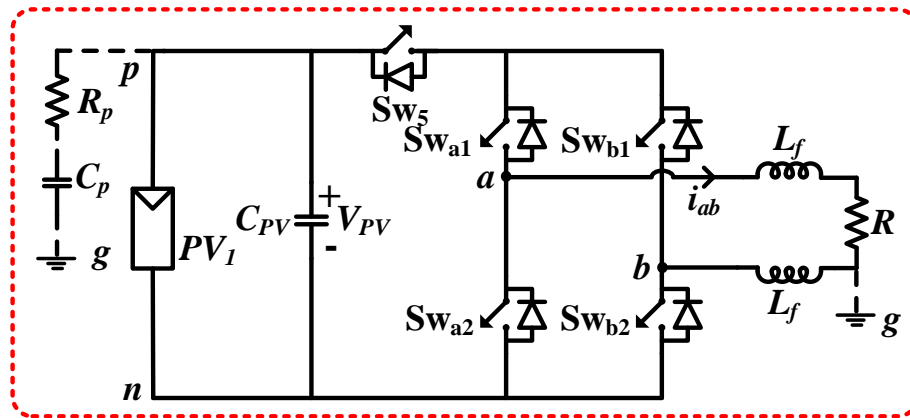 p
R_p
C_p
g
PV_1
n
C_PV
+
V_PV
-
Sw_5
Sw_a1
Sw_b1
a
i_ab
L_f
R
b
L_f
g
Sw_a2
Sw_b2